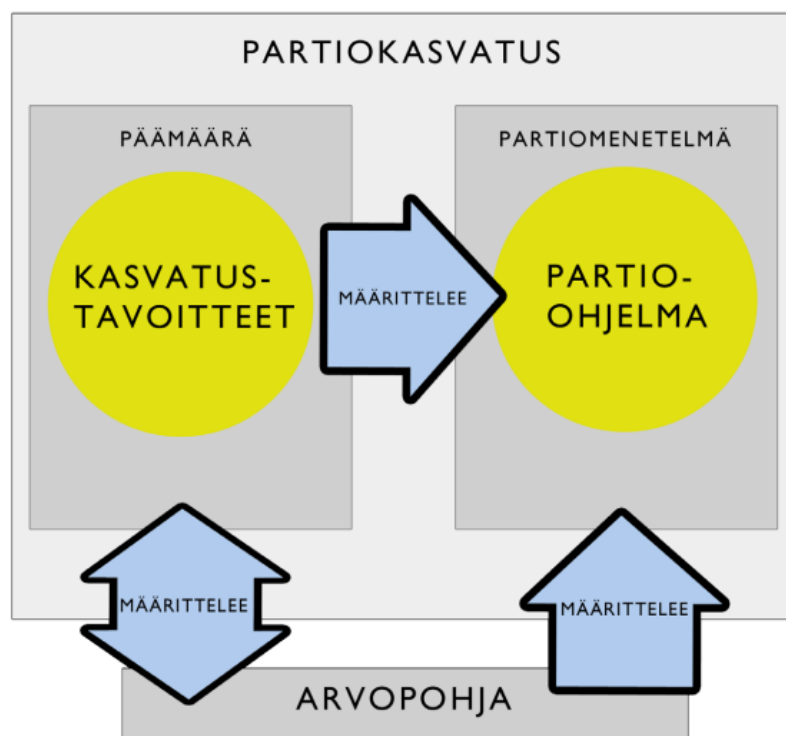 PARTIOKASVATUS
PÄÄMÄÄRÄ
PARTIOMENETELMÄ
KASVATUS-
TAVOITTEET
MÄÄRITTELEE
PARTIO-
OHJELMA
MÄÄRITTELEE
MÄÄRITTELEE
ARVOPOHJA